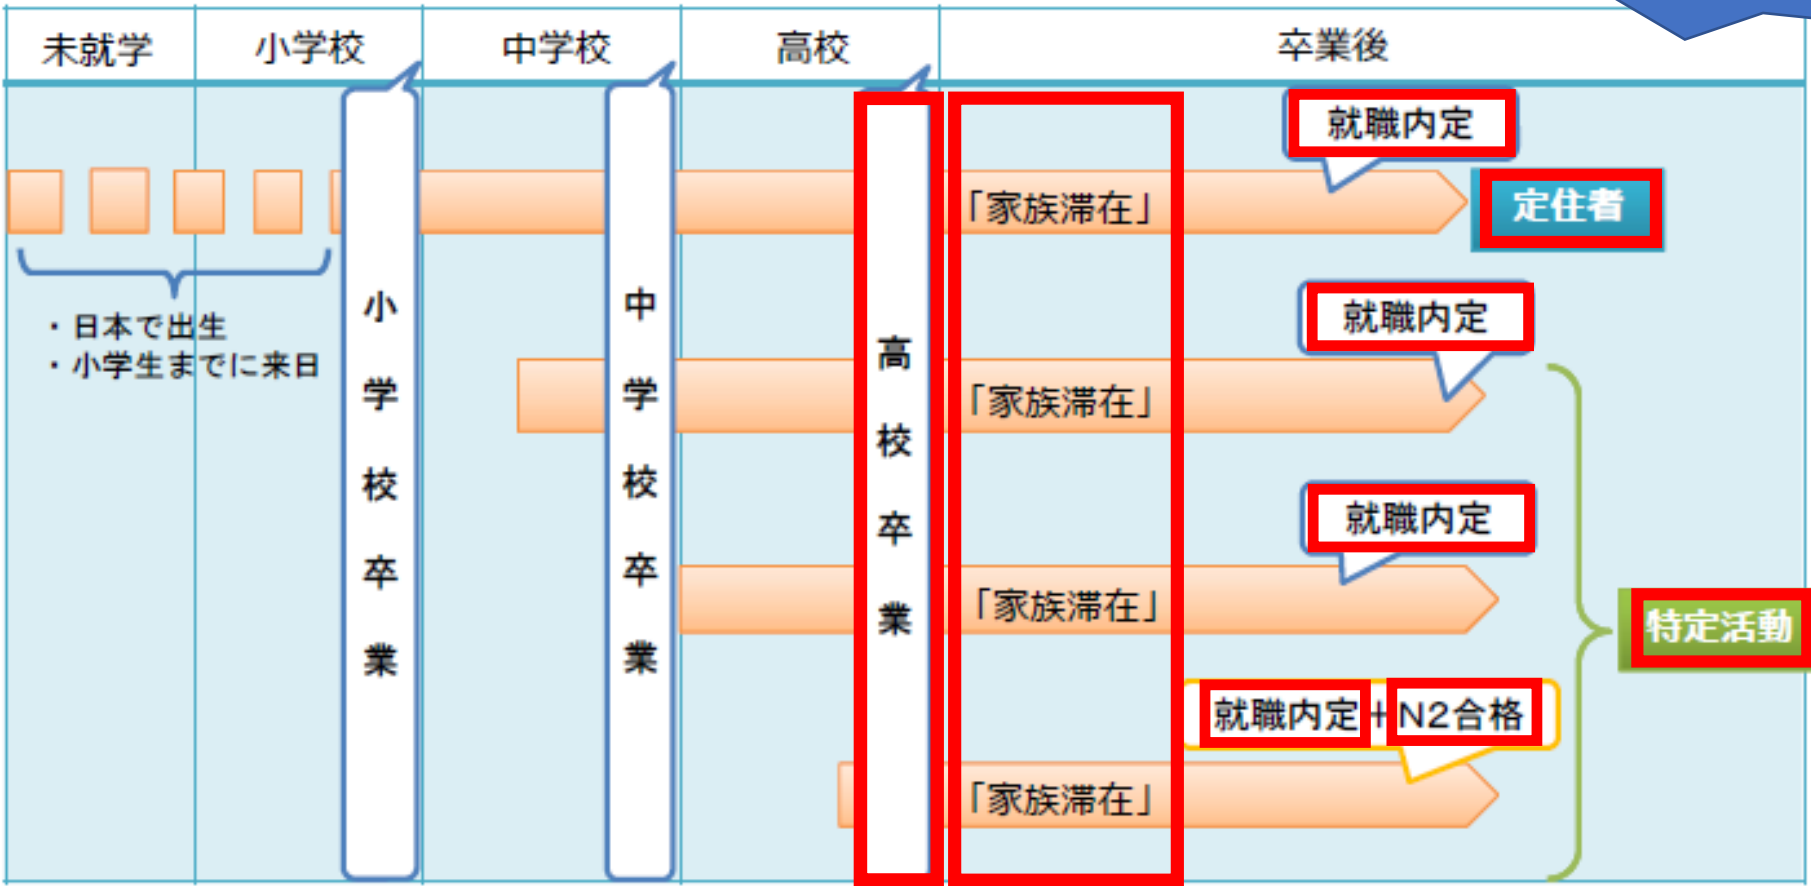 未就学 小学校 中学校 高校 卒業後
就職内定
「家族滞在」
定住者
・日本で出生
・小学生までに来日
小学校卒業
中学校卒業
高校卒業
就職内定
「家族滞在」
就職内定
「家族滞在」
特定活動
就職内定+N2合格
「家族滞在」